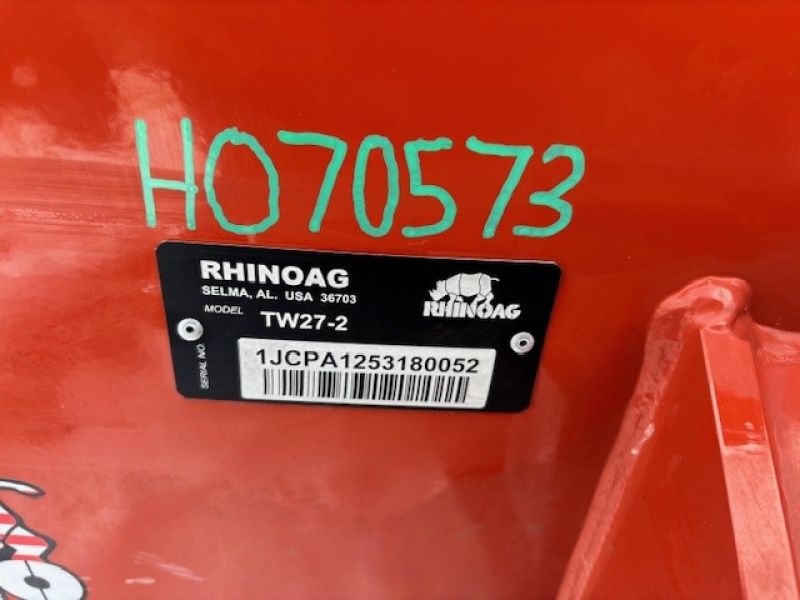 HO70573
RHINOAG
SELMA, AL. USA 36703
MODEL TW27-2
RHINOAG
SERIAL NO.
1JCPA1253180052